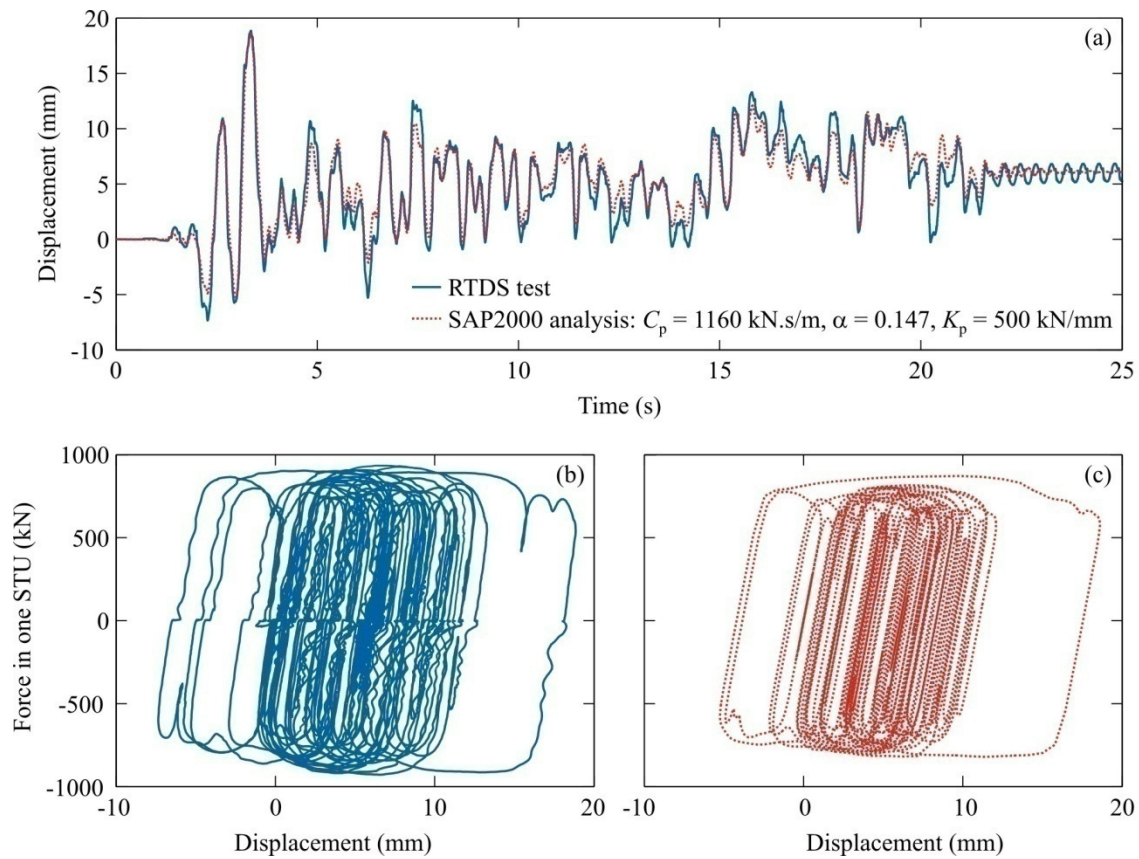 20
(a)
15
10
5
0
-5
-10
Displacement (mm)
RTDS test
SAP2000 analysis: Cp = 1160 kN.s/m, α = 0.147, Kp = 500 kN/mm
0 5 10 15 20 25
Time (s)
1000
500
0
-500
-1000
Force in one STU (kN)
(b)
-10 0 10 20
Displacement (mm)
(c)
-10 0 10 20
Displacement (mm)